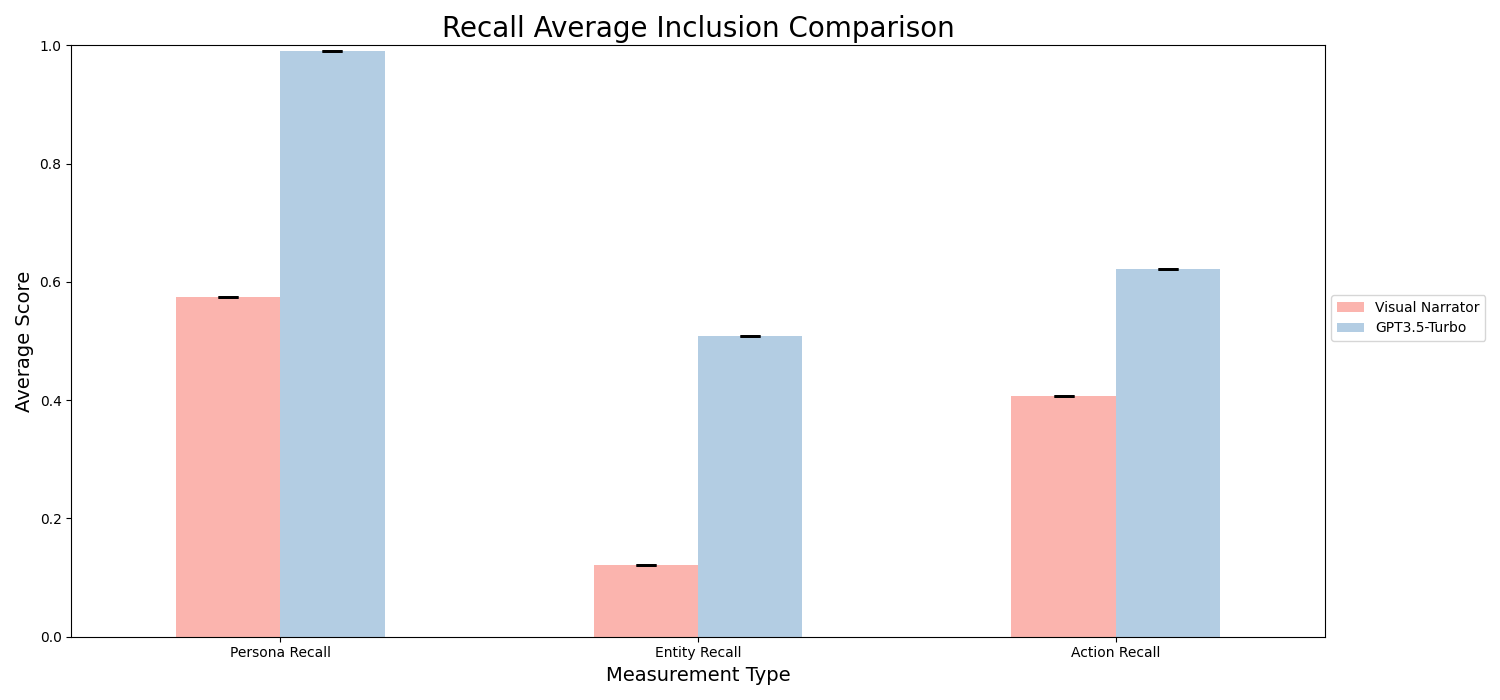 Recall Average Inclusion Comparison
1.0
0.8
0.6
0.4
0.2
0.0
Average Score
Persona Recall
Entity Recall
Action Recall
Measurement Type
Visual Narrator
GPT3.5-Turbo